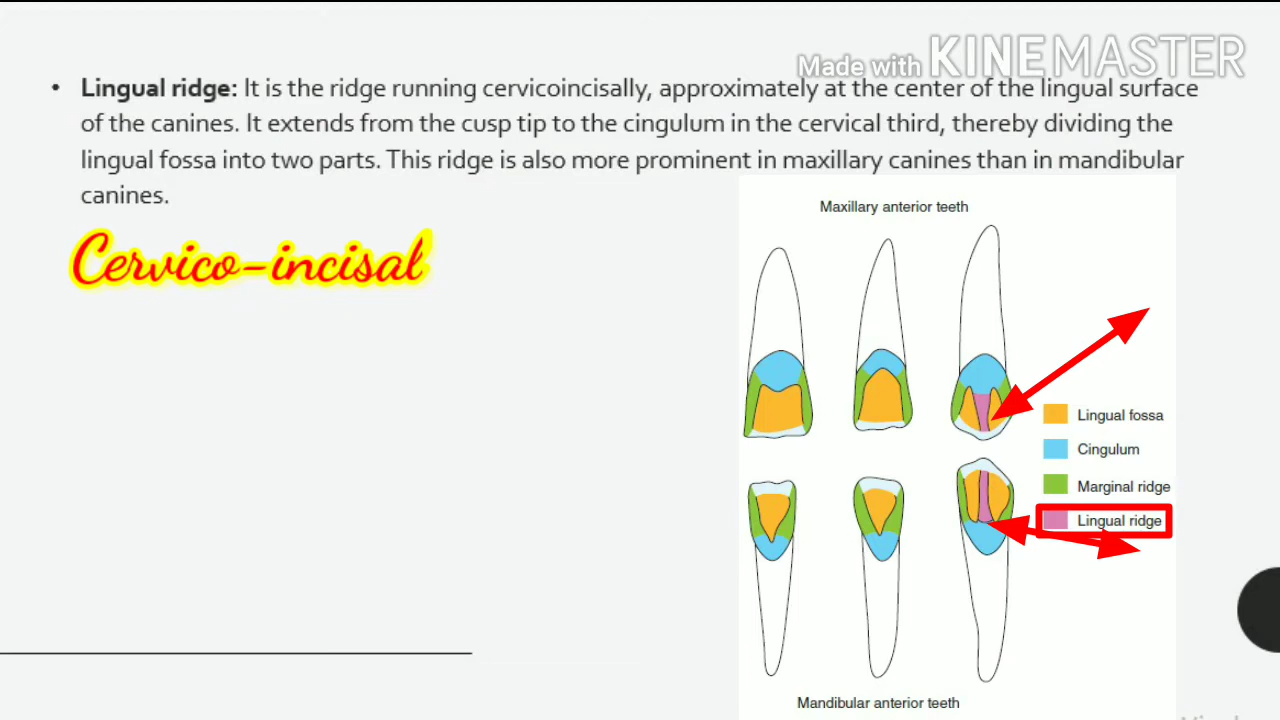 Made with KINEMASTER
• Lingual ridge: It is the ridge running cervicoincisally, approximately at the center of the lingual surface
of the canines. It extends from the cusp tip to the cingulum in the cervical third, thereby dividing the
lingual fossa into two parts. This ridge is also more prominent in maxillary canines than in mandibular
canines.
Cervico-incisal
Maxillary anterior teeth
Lingual fossa
Cingulum
Marginal ridge
Lingual ridge
Mandibular anterior teeth